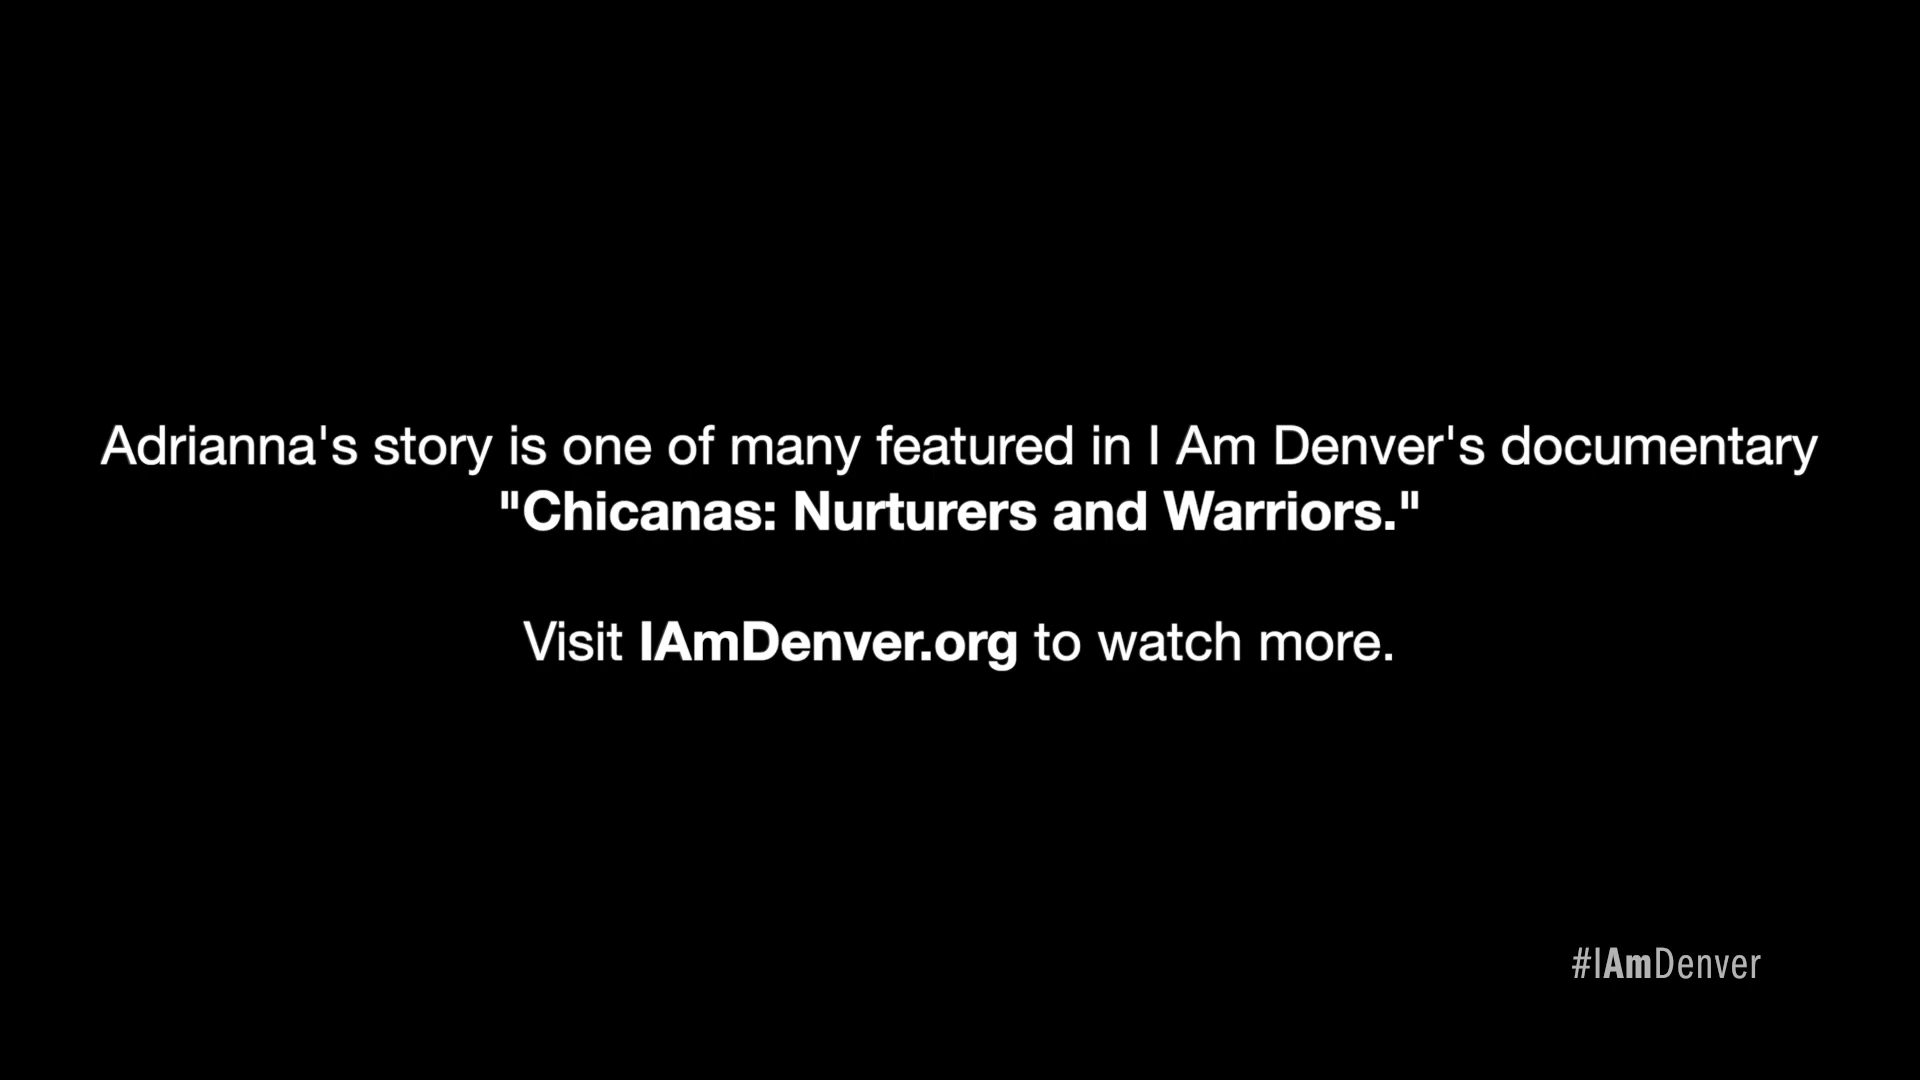 Adrianna's story is one of many featured in I Am Denver's documentary
"Chicanas: Nurturers and Warriors."
Visit IAmDenver.org to watch more.
#IAmDenver